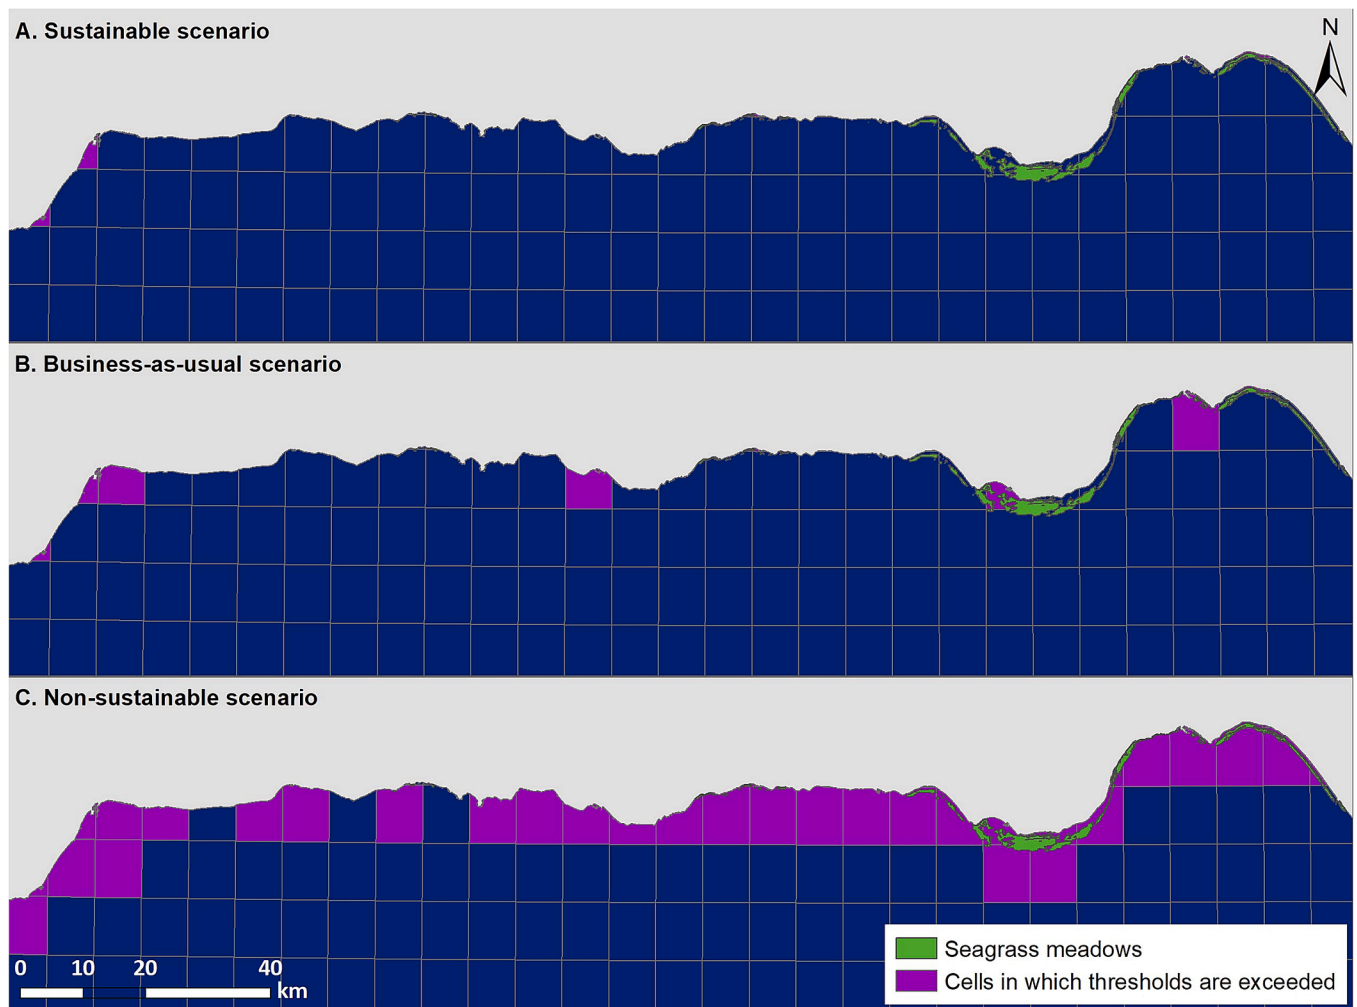 A. Sustainable scenario
N
B. Business-as-usual scenario
C. Non-sustainable scenario
Seagrass meadows
Cells in which thresholds are exceeded
0 10 20 40
km